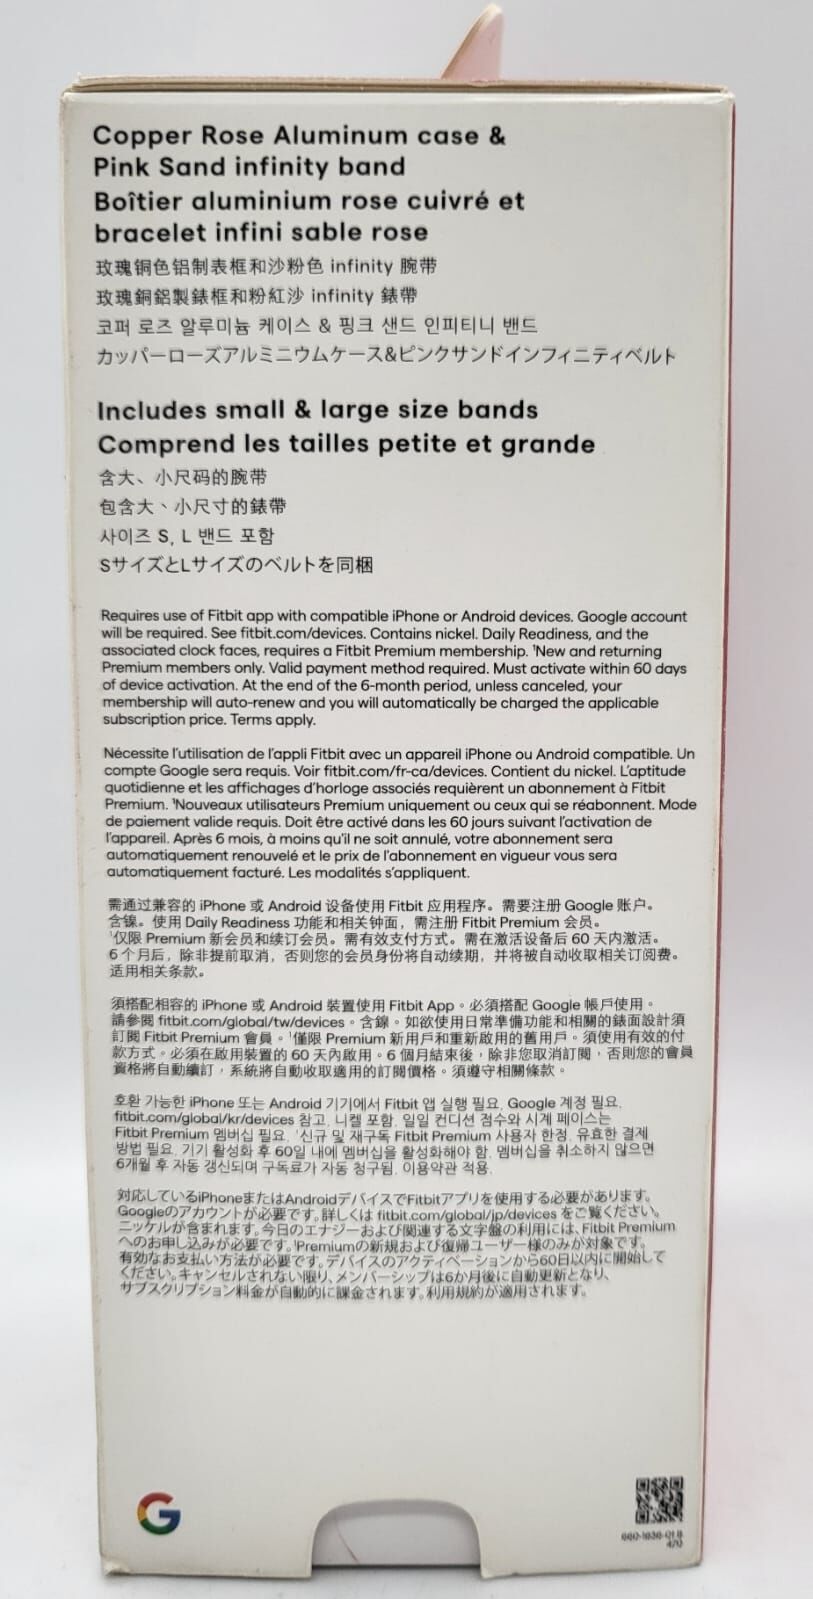 Copper Rose Aluminum case &
Pink Sand infinity band
Boîtier aluminium rose cuivré et
bracelet infini sable rose
玫瑰铜色铝制表框和沙粉色 infinity 腕带
玫瑰銅鋁製錶框和粉紅沙 infinity 錶帶
코퍼 로즈 알루미늄 케이스 & 핑크 샌드 인피티니 밴드
カッパーローズアルミニウムケース&ピンクサンドインフィニティベルト
Includes small & large size bands
Comprend les tailles petite et grande
含大、小尺码的腕带
包含大、小尺寸的錶帶
사이즈 S, L 밴드 포함
SサイズとLサイズのベルトを同梱
Requires use of Fitbit app with compatible iPhone or Android devices. Google account
will be required. See fitbit.com/devices. Contains nickel. Daily Readiness, and the
associated clock faces, requires a Fitbit Premium membership. ¹New and returning
Premium members only. Valid payment method required. Must activate within 60 days
of device activation. At the end of the 6-month period, unless canceled, your
membership will auto-renew and you will automatically be charged the applicable
subscription price. Terms apply.
Nécessite l'utilisation de l'appli Fitbit avec un appareil iPhone ou Android compatible. Un
compte Google sera requis. Voir fitbit.com/fr-ca/devices. Contient du nickel. L'aptitude
quotidienne et les affichages d'horloge associés requièrent un abonnement à Fitbit
Premium. ¹Nouveaux utilisateurs Premium uniquement ou ceux qui se réabonnent. Mode
de paiement valide requis. Doit être activé dans les 60 jours suivant l'activation de
l'appareil. Après 6 mois, à moins qu'il ne soit annulé, votre abonnement sera
automatiquement renouvelé et le prix de l'abonnement en vigueur vous sera
automatiquement facturé. Les modalités s'appliquent.
需通过兼容的 iPhone 或 Android 设备使用 Fitbit 应用程序。需要注册 Google 账户。
含镍。使用 Daily Readiness 功能和相关钟面，需注册 Fitbit Premium 会员。
¹仅限 Premium 新会员和续订会员。需有效支付方式。需在激活设备后 60 天内激活。
6 个月后，除非提前取消，否则您的会员身份将自动续期，并将被自动收取相关订阅费。
适用相关条款。
須搭配相容的 iPhone 或 Android 裝置使用 Fitbit App。必須搭配 Google 帳戶使用。
請參閱 fitbit.com/global/tw/devices。含鎳。如欲使用日常準備功能和相關的錶面設計須
訂閱 Fitbit Premium 會員。¹僅限 Premium 新用戶和重新啟用的舊用戶。須使用有效的付
款方式。必須在啟用裝置的 60 天內啟用。6 個月結束後，除非您取消訂閱，否則您的會員
資格將自動續訂，系統將自動收取適用的訂閱價格。須遵守相關條款。
호환 가능한 iPhone 또는 Android 기기에서 Fitbit 앱 실행 필요. Google 계정 필요.
fitbit.com/global/kr/devices 참고. 니켈 포함. 일일 컨디션 점수와 시계 페이스는
Fitbit Premium 멤버십 필요. ¹신규 및 재구독 Fitbit Premium 사용자 한정. 유효한 결제
방법 필요. 기기 활성화 후 60일 내에 멤버십을 활성화해야 함. 멤버십을 취소하지 않으면
6개월 후 자동 갱신되며 구독료가 자동 청구됨. 이용약관 적용.
対応しているiPhoneまたはAndroidデバイスでFitbitアプリを使用する必要があります。
Googleのアカウントが必要です。詳しくは fitbit.com/global/jp/devices をご覧ください。
ニッケルが含まれます。今日のエナジーおよび関連する文字盤の利用には、Fitbit Premium
へのお申し込みが必要です。¹Premiumの新規および復帰ユーザー様のみが対象です。
有効なお支払い方法が必要です。デバイスのアクティベーションから60日以内に開始して
ください。キャンセルされない限り、メンバーシップは6か月後に自動更新となり、
サブスクリプション料金が自動的に課金されます。利用規約が適用されます。
G
470